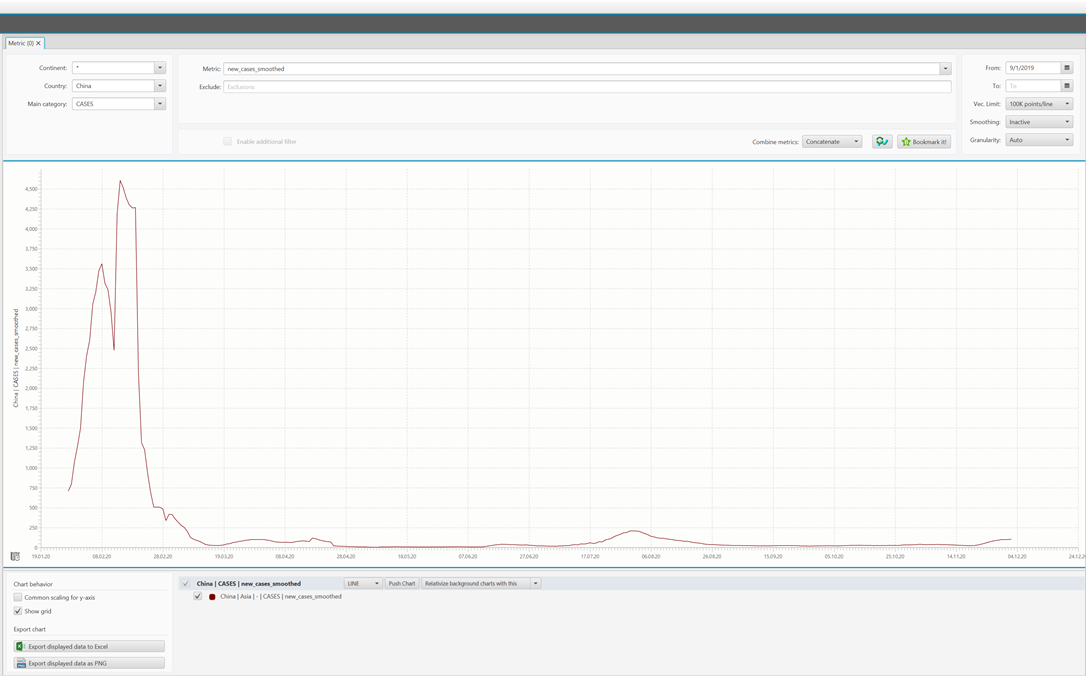 Metric (0)
Continent: *
Country: China
Main category: CASES
Metric: new_cases_smoothed
Exclude: Exclusions
Enable additional filter
Combine metrics: Concatenate
Bookmark it!
From: 9/1/2019
To: To
Vec. Limit: 100K points/line
Smoothing: Inactive
Granularity: Auto
China | CASES | new_cases_smoothed
4,500
4,250
4,000
3,750
3,500
3,250
3,000
2,750
2,500
2,250
2,000
1,750
1,500
1,250
1,000
750
500
250
0
19.01.20 08.02.20 28.02.20 19.03.20 08.04.20 28.04.20 18.05.20 07.06.20 27.06.20 17.07.20 06.08.20 26.08.20 15.09.20 05.10.20 25.10.20 14.11.20 04.12.20 24.12.20
Chart behavior
Common scaling for y-axis
Show grid
Export chart
Export displayed data to Excel
Export displayed data as PNG
China | CASES | new_cases_smoothed LINE Push Chart Relativize background charts with this
China | Asia | - | CASES | new_cases_smoothed